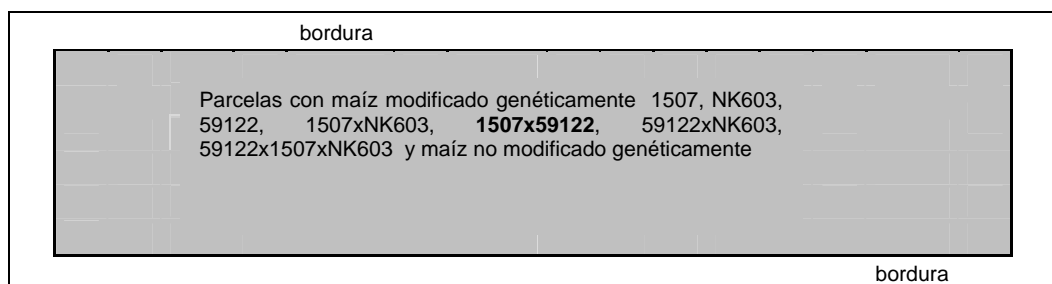 bordura
Parcelas con maíz modificado genéticamente 1507, NK603,
59122, 1507xNK603, 1507x59122, 59122xNK603,
59122x1507xNK603 y maíz no modificado genéticamente
bordura